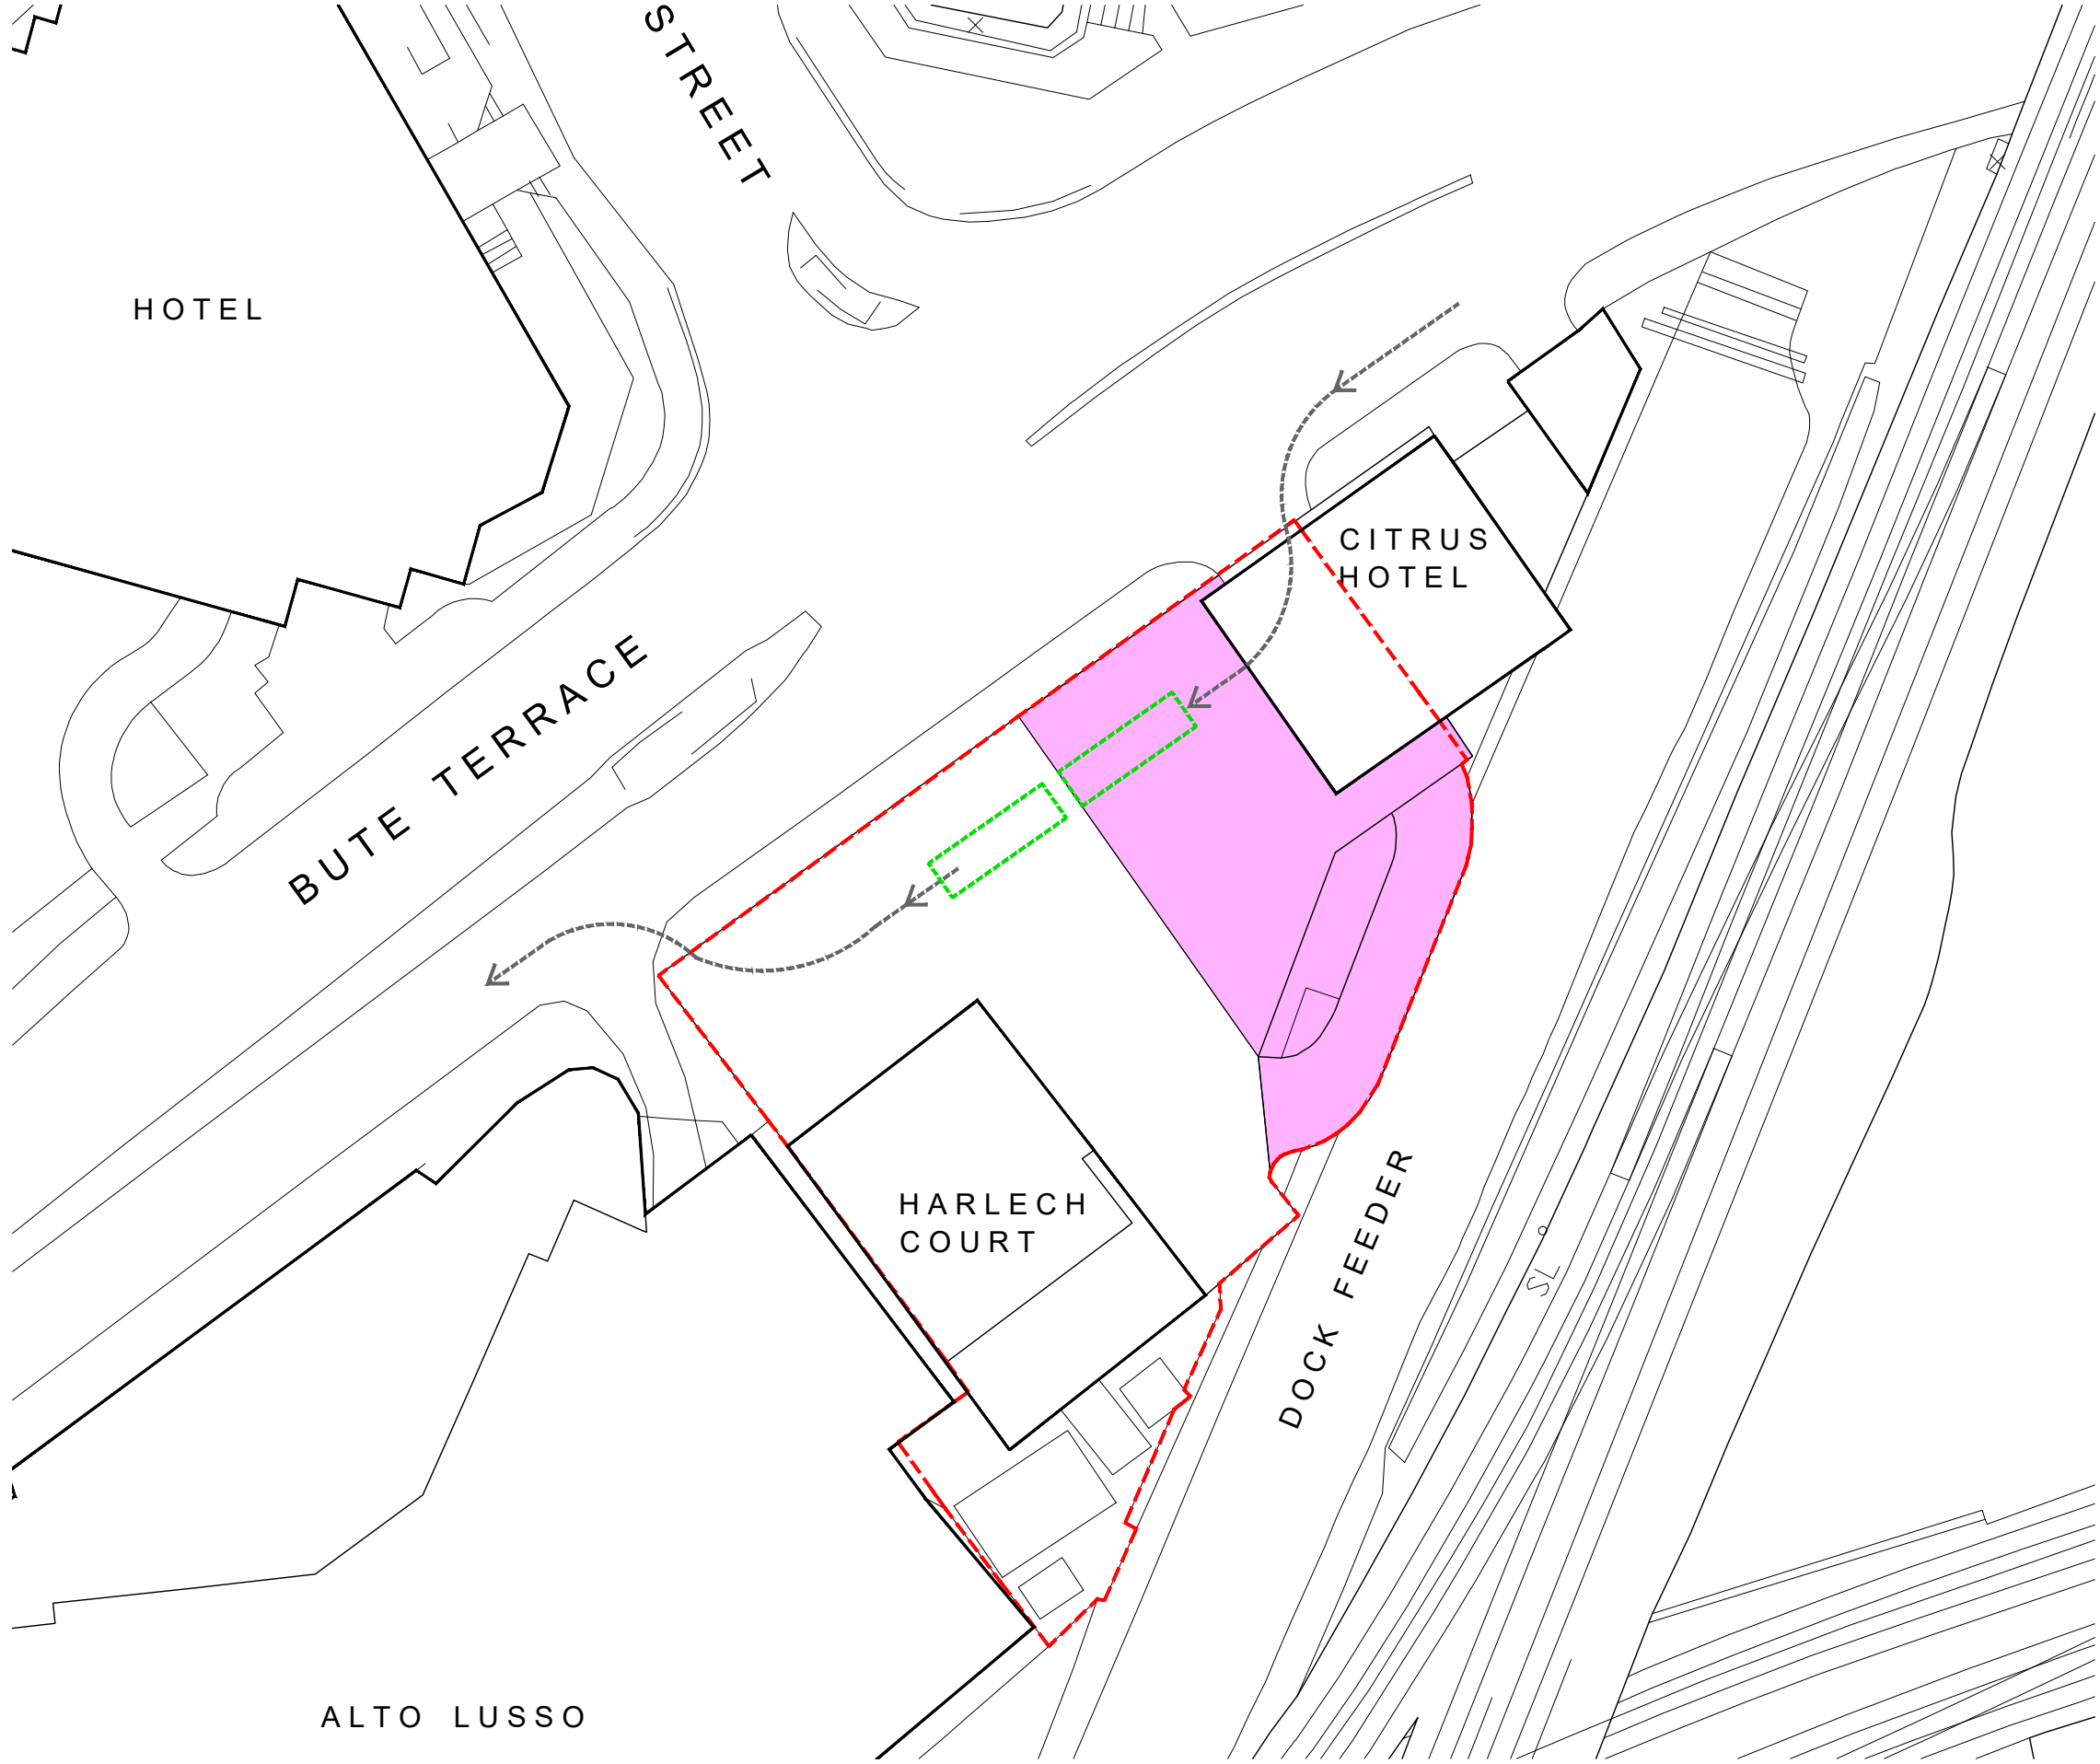 STREET
HOTEL
CITRUS
HOTEL
BUTE TERRACE
HARLECH
COURT
DOCK FEEDER
SL
ALTO LUSSO